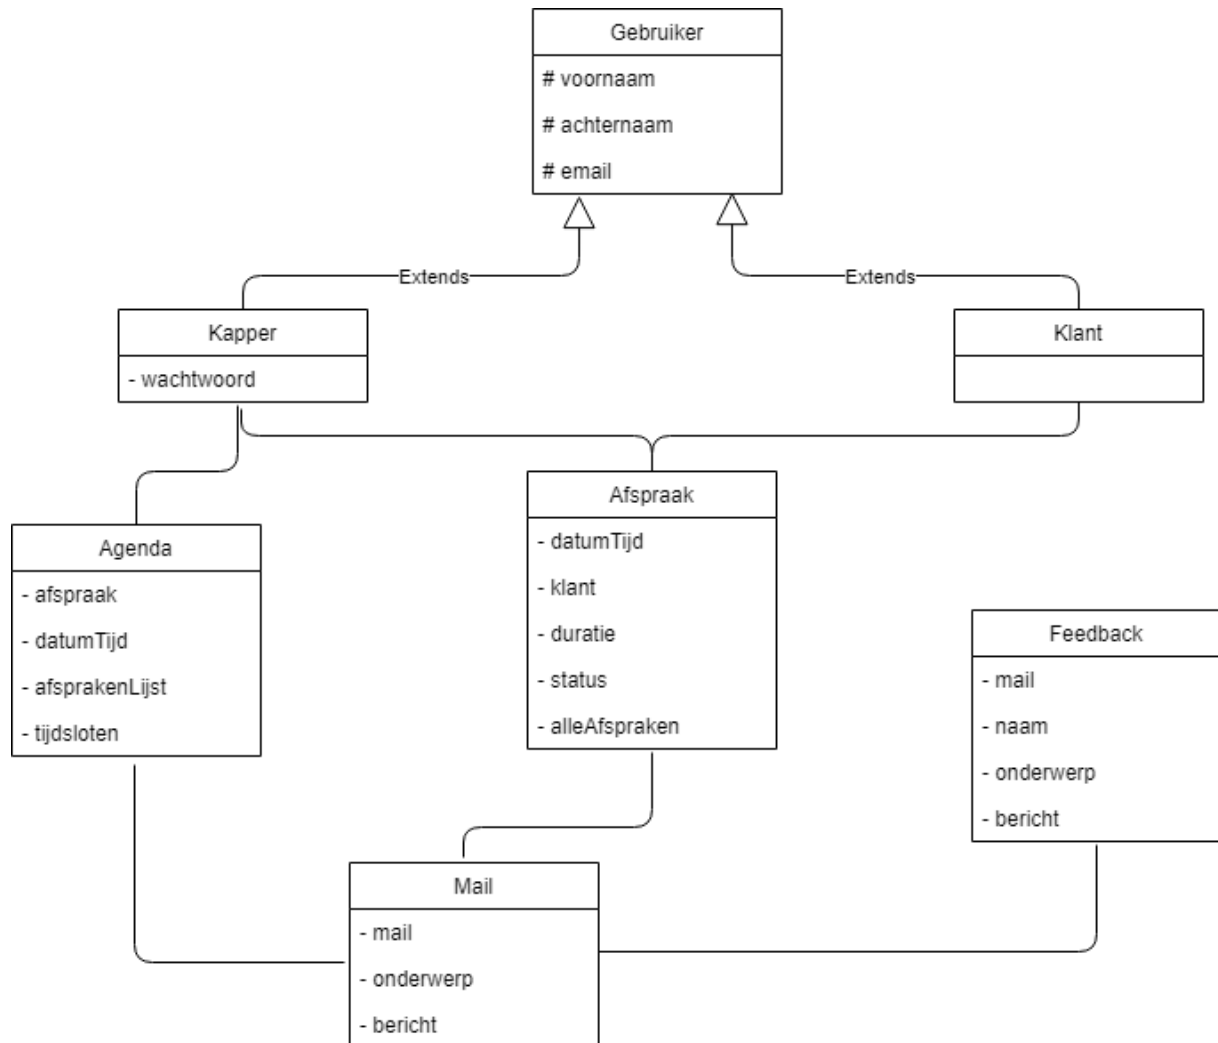 Gebruiker
# voornaam
# achternaam
# email
Extends
Extends
Kapper
- wachtwoord
Klant
Agenda
- afspraak
- datumTijd
- afsprakenLijst
- tijdsloten
Afspraak
- datumTijd
- klant
- duratie
- status
- alleAfspraken
Feedback
- mail
- naam
- onderwerp
- bericht
Mail
- mail
- onderwerp
- bericht